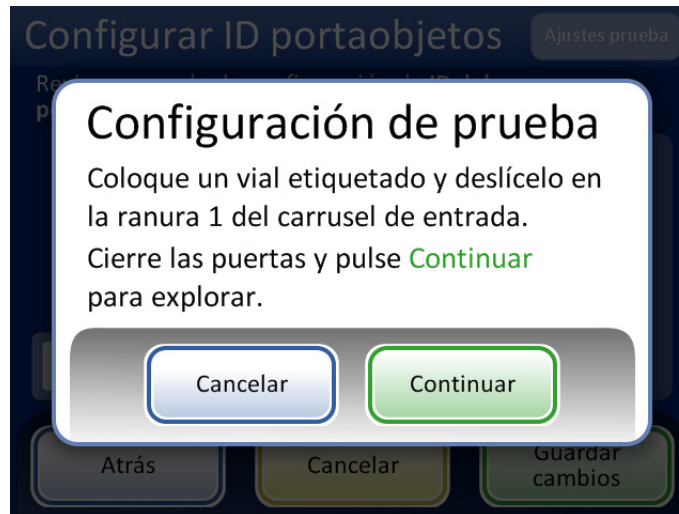 Configurar ID portaobjetos
Ajustes prueba
Configuración de prueba
Coloque un vial etiquetado y deslícelo en
la ranura 1 del carrusel de entrada.
Cierre las puertas y pulse Continuar
para explorar.
Cancelar
Continuar
Atrás
Cancelar
Guardar
cambios